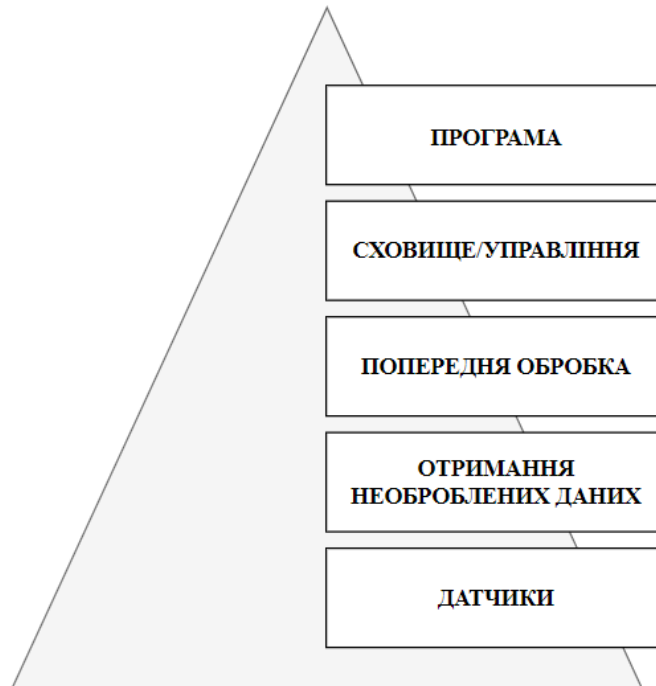 ПРОГРАМА
СХОВИЩЕ/УПРАВЛІННЯ
ПОПЕРЕДНЯ ОБРОБКА
ОТРИМАННЯ
НЕОБРОБЛЕНИХ ДАНИХ
ДАТЧИКИ